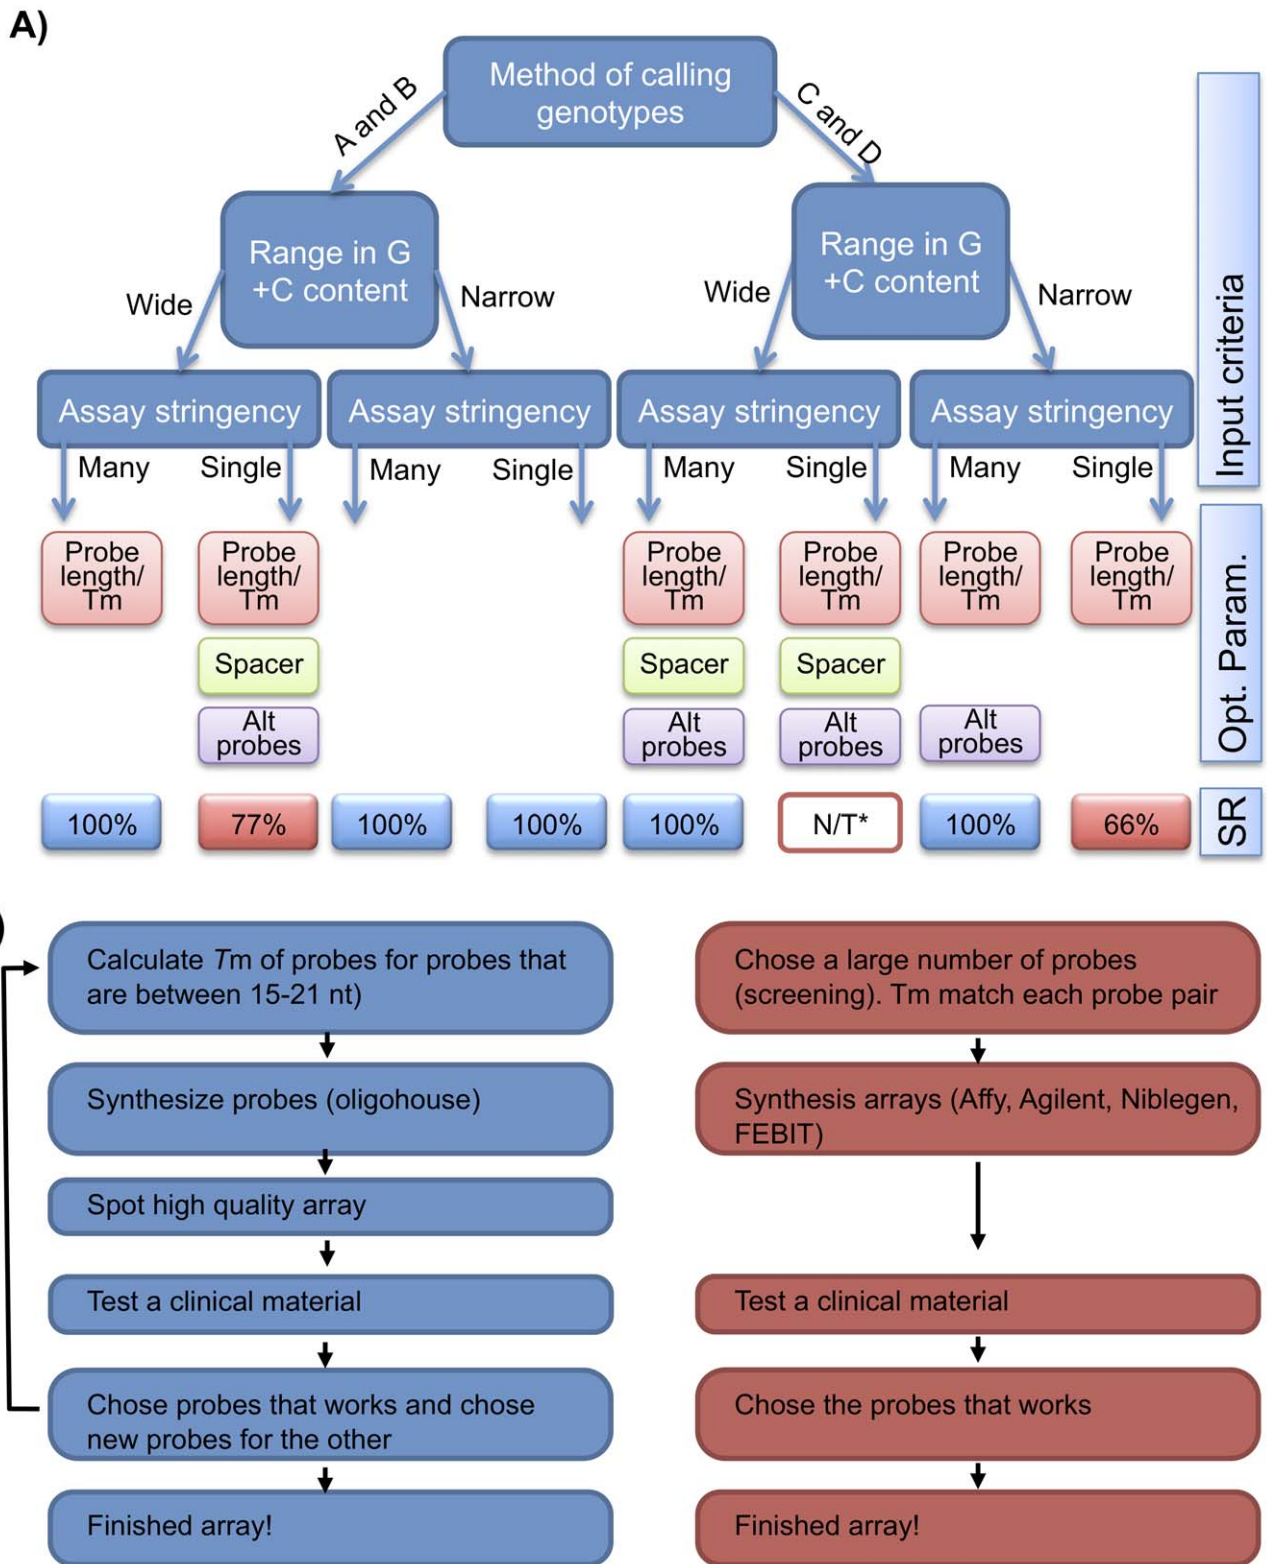 A)
Method of calling
genotypes
A and B
C and D
Range in G
+C content
Range in G
+C content
Wide
Narrow
Wide
Narrow
Assay stringency
Assay stringency
Assay stringency
Assay stringency
Many
Single
Many
Single
Many
Single
Many
Single
Input criteria
Probe
length/
Tm
Probe
length/
Tm
Probe
length/
Tm
Probe
length/
Tm
Probe
length/
Tm
Probe
length/
Tm
Spacer
Spacer
Spacer
Alt
probes
Alt
probes
Alt
probes
Alt
probes
Opt. Param.
100%
77%
100%
100%
100%
N/T*
100%
66%
SR
)
Calculate Tm of probes for probes that
are between 15-21 nt)
Synthesize probes (oligohouse)
Spot high quality array
Test a clinical material
Chose probes that works and chose
new probes for the other
Finished array!
Chose a large number of probes
(screening). Tm match each probe pair
Synthesis arrays (Affy, Agilent, Niblegen,
FEBIT)
Test a clinical material
Chose the probes that works
Finished array!